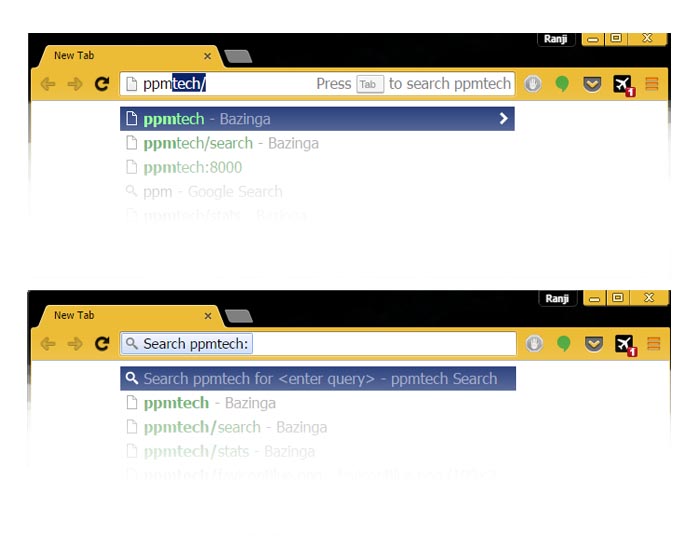 Ranji
New Tab
ppmtech/ Press Tab to search ppmtech
1
ppmtech - Bazinga
ppmtech/search - Bazinga
ppmtech:8000
ppm - Google Search
ppmtech/stats - Bazinga
Ranji
New Tab
Search ppmtech:
1
Search ppmtech for <enter query> - ppmtech Search
ppmtech - Bazinga
ppmtech/search - Bazinga
ppmtech/stats - Bazinga